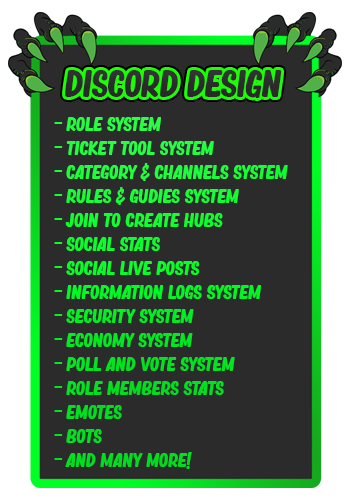 DISCORD DESIGN
- ROLE SYSTEM
- TICKET TOOL SYSTEM
- CATEGORY & CHANNELS SYSTEM
- RULES & GUDIES SYSTEM
- JOIN TO CREATE HUBS
- SOCIAL STATS
- SOCIAL LIVE POSTS
- INFORMATION LOGS SYSTEM
- SECURITY SYSTEM
- ECONOMY SYSTEM
- POLL AND VOTE SYSTEM
- ROLE MEMBERS STATS
- EMOTES
- BOTS
- AND MANY MORE!